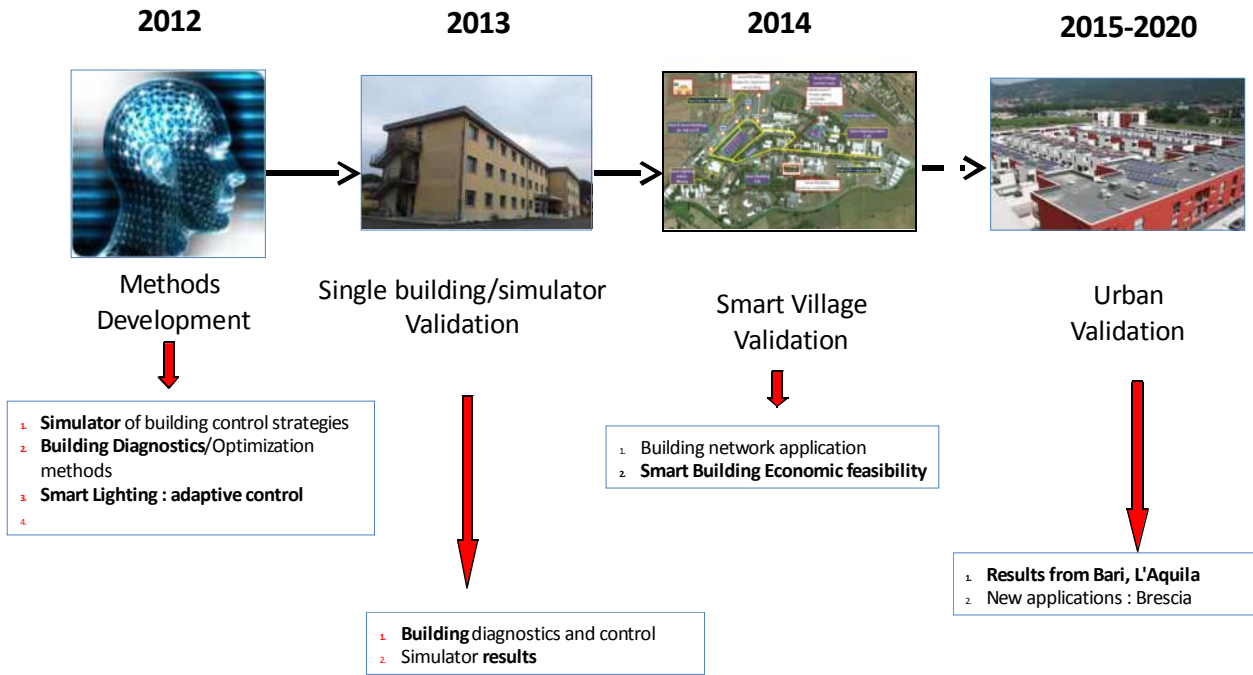 2012
2013
2014
2015-2020
Methods
Development
Single building/simulator
Validation
Smart Village
Validation
Urban
Validation
1. Simulator of building control strategies
2. Building Diagnostics/Optimization
methods
3. Smart Lighting : adaptive control
4.
1. Building diagnostics and control
2. Simulator results
1. Building network application
2. Smart Building Economic feasibility
1. Results from Bari, L'Aquila
2. New applications : Brescia